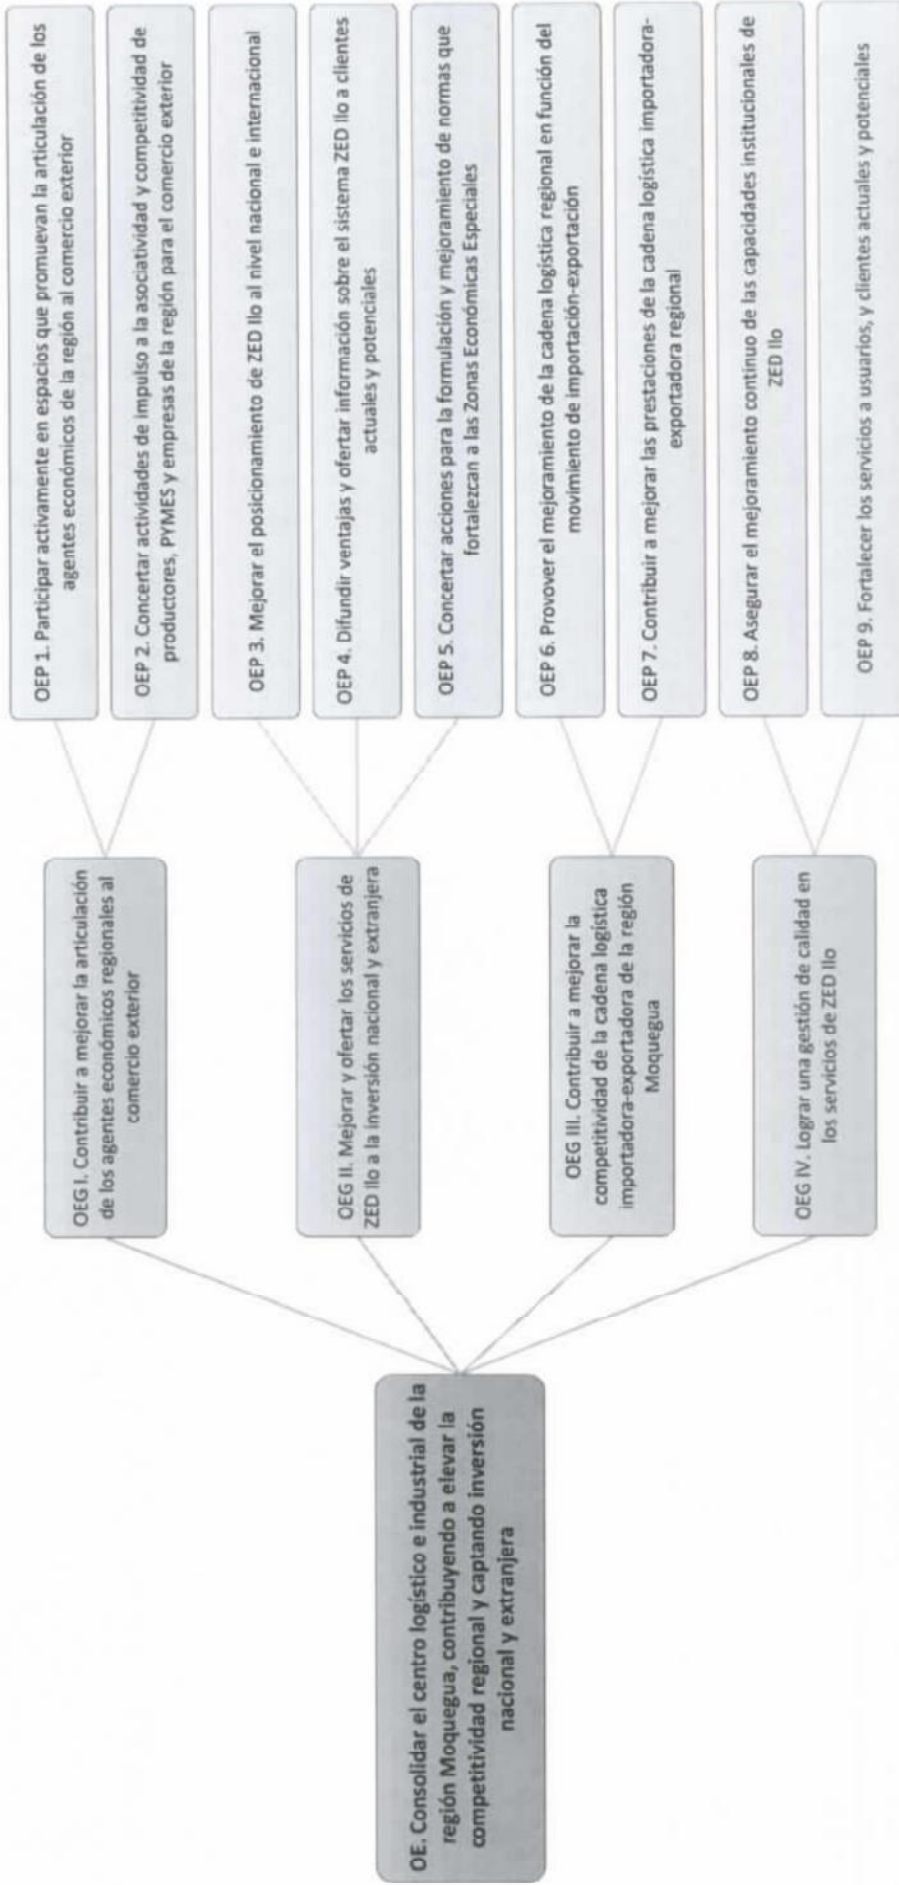 OE. Consolidar el centro logístico e industrial de la
región Moquegua, contribuyendo a elevar la
competitividad regional y captando inversión
nacional y extranjera
OEG I. Contribuir a mejorar la articulación
de los agentes económicos regionales al
comercio exterior
OEG II. Mejorar y ofertar los servicios de
ZED Ilo a la inversión nacional y extranjera
OEG III. Contribuir a mejorar la
competitividad de la cadena logística
importadora-exportadora de la región
Moquegua
OEG IV. Lograr una gestión de calidad en
los servicios de ZED Ilo
OEP 1. Participar activamente en espacios que promuevan la articulación de los
agentes económicos de la región al comercio exterior
OEP 2. Concertar actividades de impulso a la asociatividad y competitividad de
productores, PYMES y empresas de la región para el comercio exterior
OEP 3. Mejorar el posicionamiento de ZED Ilo al nivel nacional e internacional
OEP 4. Difundir ventajas y ofertar información sobre el sistema ZED Ilo a clientes
actuales y potenciales
OEP 5. Concertar acciones para la formulación y mejoramiento de normas que
fortalezcan a las Zonas Económicas Especiales
OEP 6. Provover el mejoramiento de la cadena logística regional en función del
movimiento de importación-exportación
OEP 7. Contribuir a mejorar las prestaciones de la cadena logística importadora-
exportadora regional
OEP 8. Asegurar el mejoramiento continuo de las capacidades institucionales de
ZED Ilo
OEP 9. Fortalecer los servicios a usuarios, y clientes actuales y potenciales